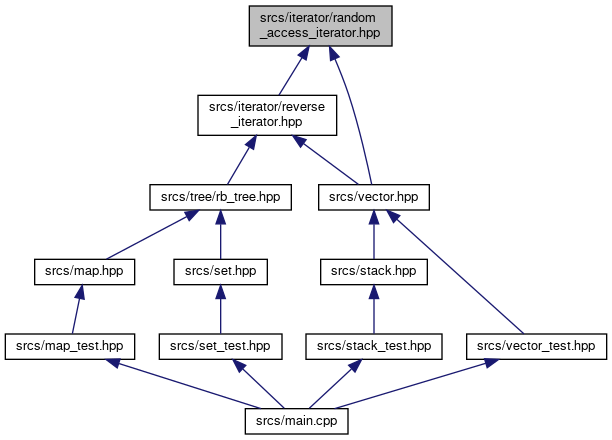 srcs/iterator/random
_access_iterator.hpp
srcs/iterator/reverse
_iterator.hpp
srcs/tree/rb_tree.hpp
srcs/vector.hpp
srcs/map.hpp
srcs/set.hpp
srcs/stack.hpp
srcs/map_test.hpp
srcs/set_test.hpp
srcs/stack_test.hpp
srcs/vector_test.hpp
srcs/main.cpp